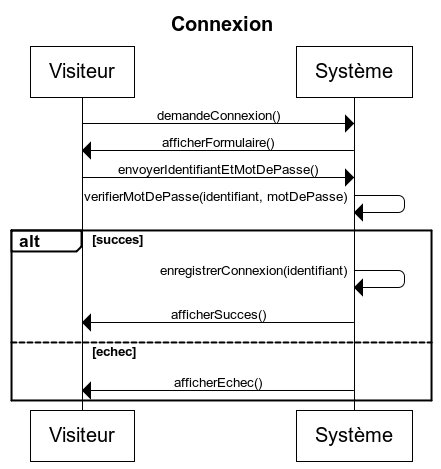 Connexion
Visiteur
Système
demandeConnexion()
afficherFormulaire()
envoyerIdentifiantEtMotDePasse()
verifierMotDePasse(identifiant, motDePasse)
alt
[succes]
enregistrerConnexion(identifiant)
afficherSucces()
[echec]
afficherEchec()
Visiteur
Système